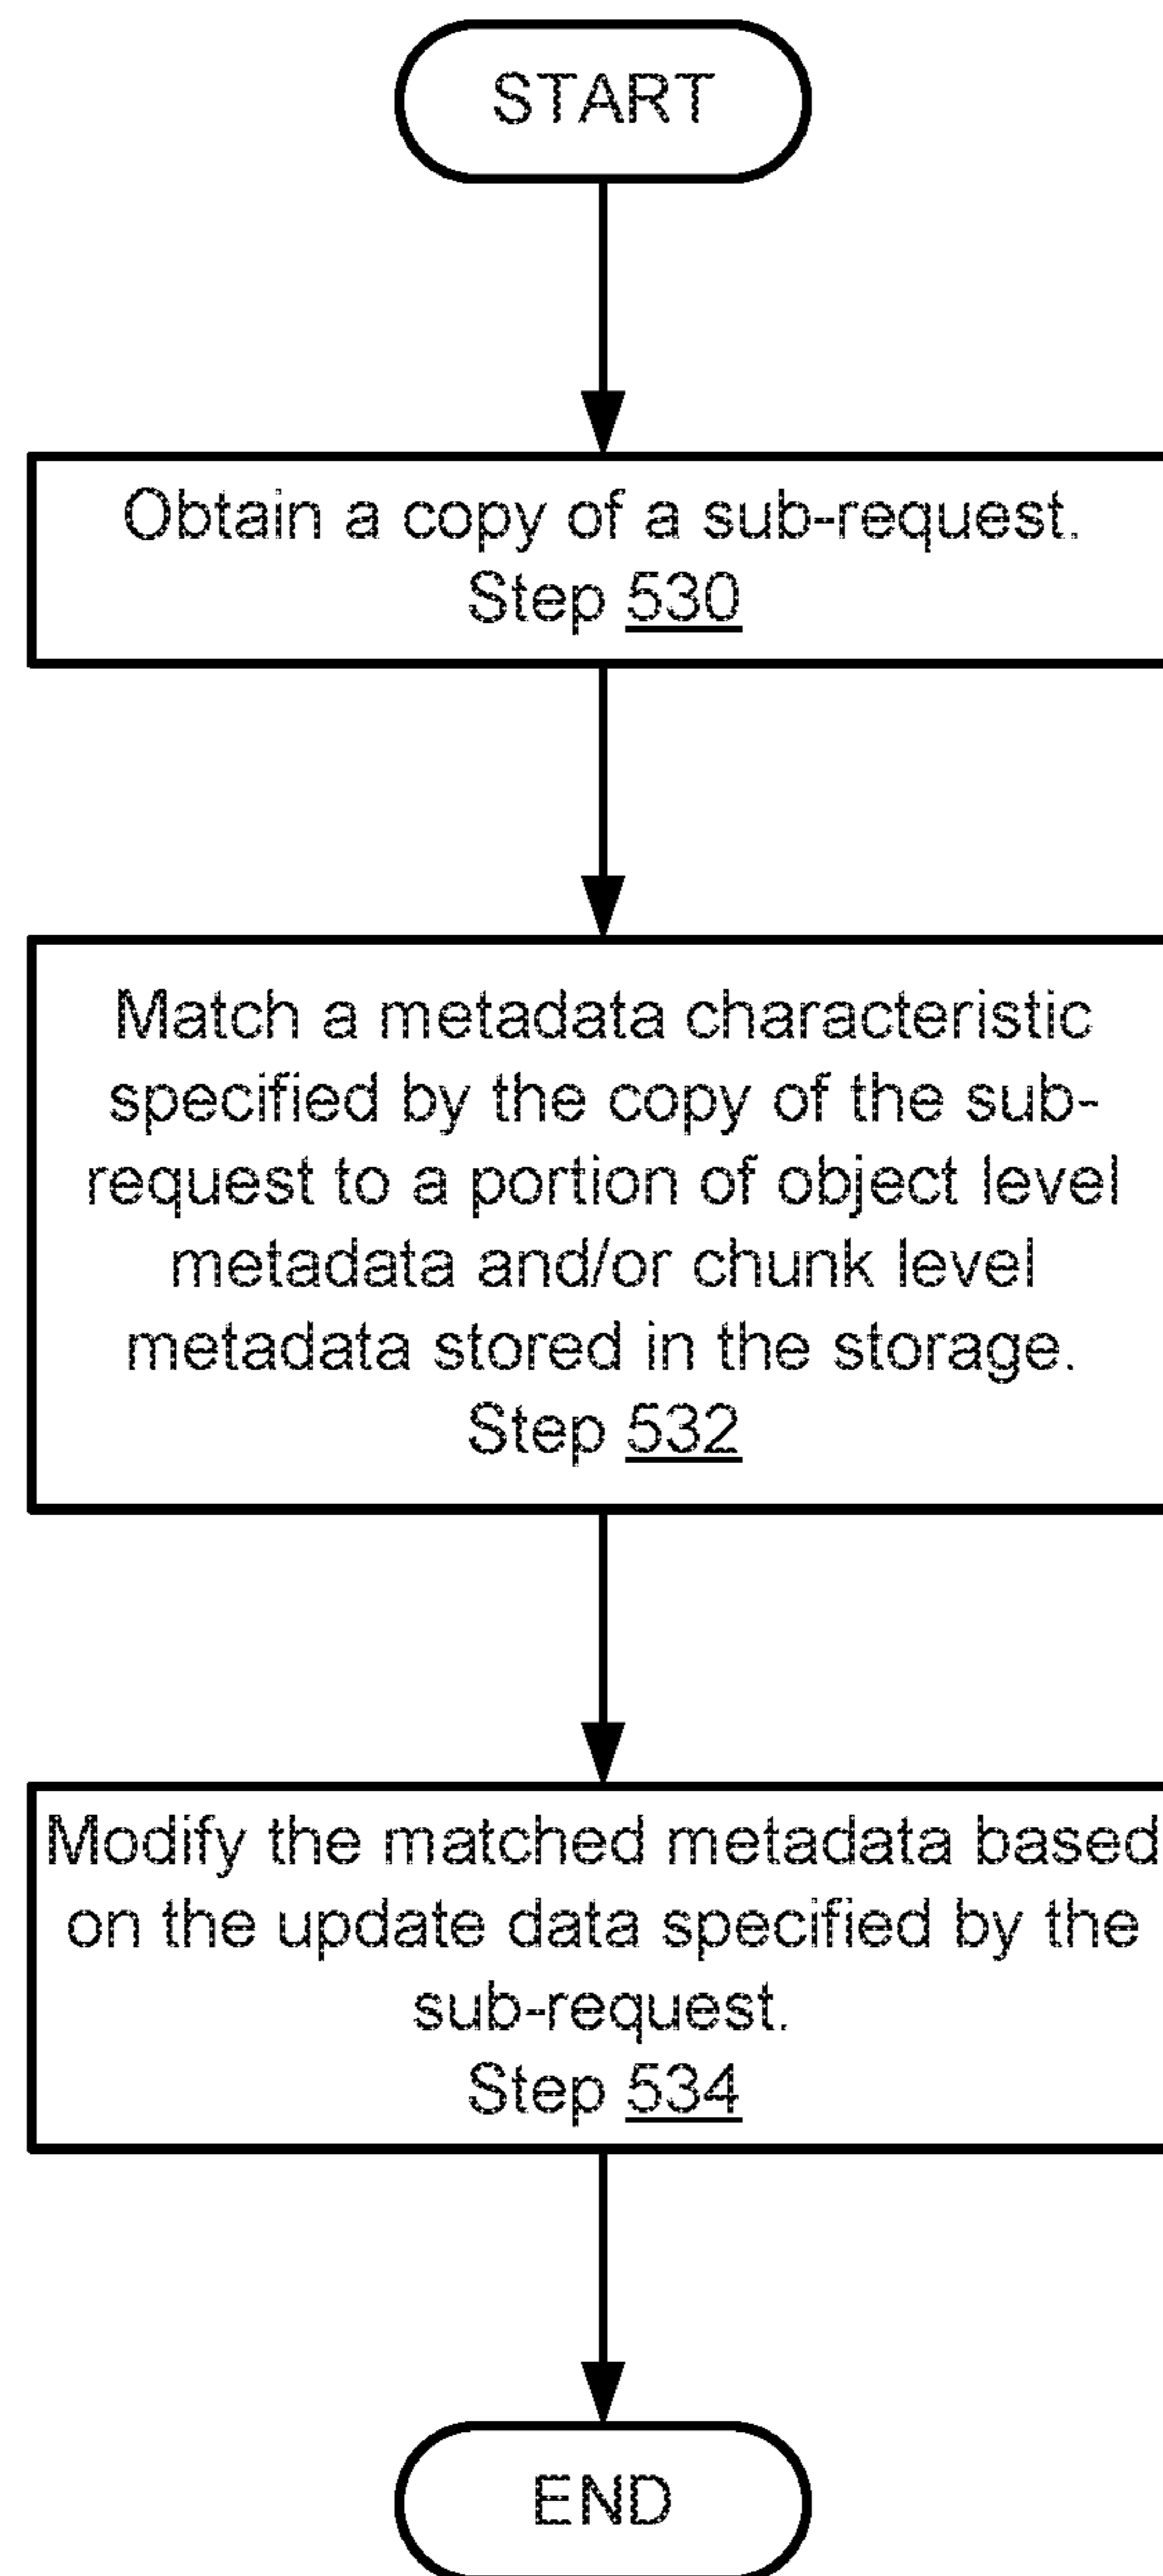 START
Obtain a copy of a sub-request.
Step 530
Match a metadata characteristic
specified by the copy of the sub-
request to a portion of object level
metadata and/or chunk level
metadata stored in the storage.
Step 532
Modify the matched metadata based
on the update data specified by the
sub-request.
Step 534
END